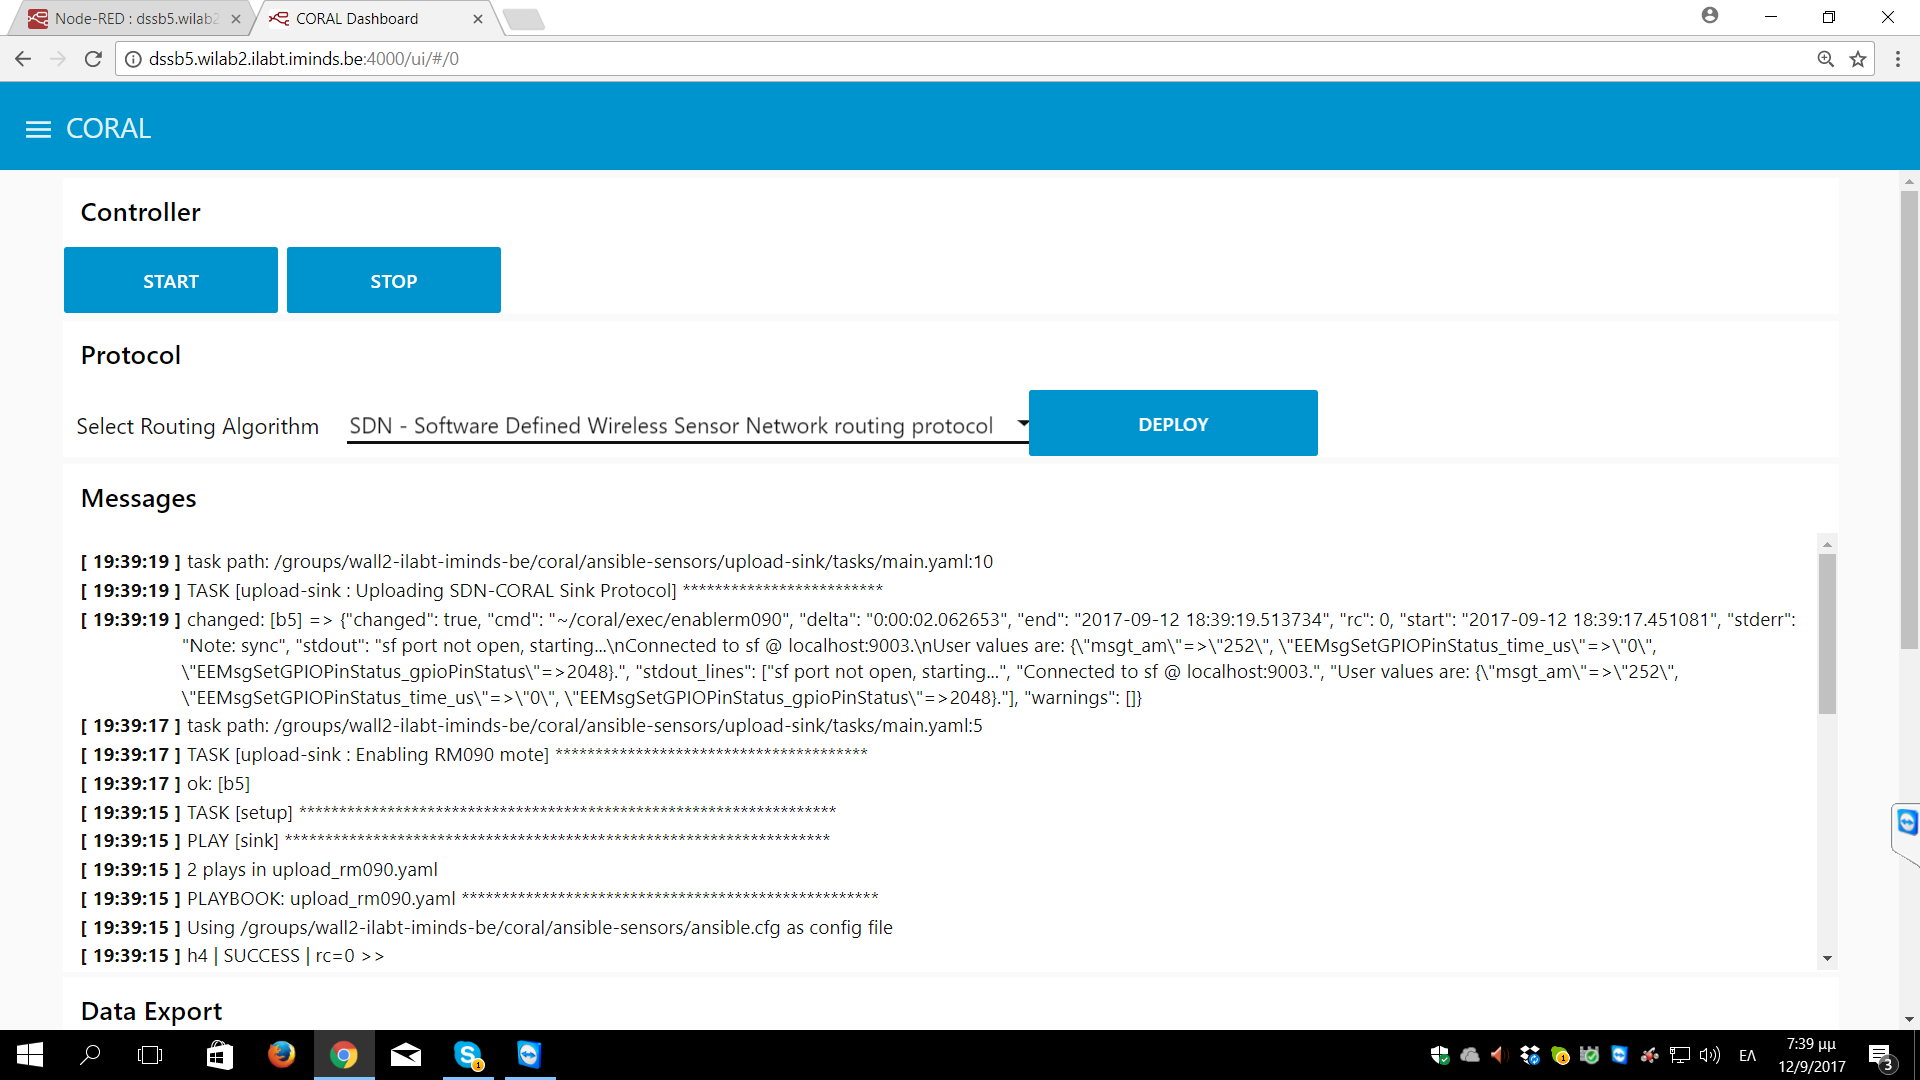 Node-RED : dssb5.wilab2
CORAL Dashboard
dssb5.wilab2.ilabt.iminds.be:4000/ui/#/0
CORAL
Controller
START
STOP
Protocol
Select Routing Algorithm
SDN - Software Defined Wireless Sensor Network routing protocol
DEPLOY
Messages
[ 19:39:19 ] task path: /groups/wall2-ilabt-iminds-be/coral/ansible-sensors/upload-sink/tasks/main.yaml:10
[ 19:39:19 ] TASK [upload-sink : Uploading SDN-CORAL Sink Protocol] *************************
[ 19:39:19 ] changed: [b5] => {"changed": true, "cmd": "~/coral/exec/enablerm090", "delta": "0:00:02.062653", "end": "2017-09-12 18:39:19.513734", "rc": 0, "start": "2017-09-12 18:39:17.451081", "stderr":
"Note: sync", "stdout": "sf port not open, starting...\nConnected to sf @ localhost:9003.\nUser values are: {\"msgt_am\"=>\"252\", \"EEMsgSetGPIOPinStatus_time_us\"=>\"0\",
\"EEMsgSetGPIOPinStatus_gpioPinStatus\"=>2048}.", "stdout_lines": ["sf port not open, starting...", "Connected to sf @ localhost:9003.", "User values are: {\"msgt_am\"=>\"252\",
\"EEMsgSetGPIOPinStatus_time_us\"=>\"0\", \"EEMsgSetGPIOPinStatus_gpioPinStatus\"=>2048}."], "warnings": []}
[ 19:39:17 ] task path: /groups/wall2-ilabt-iminds-be/coral/ansible-sensors/upload-sink/tasks/main.yaml:5
[ 19:39:17 ] TASK [upload-sink : Enabling RM090 mote] ***************************************
[ 19:39:17 ] ok: [b5]
[ 19:39:15 ] TASK [setup] *******************************************************************
[ 19:39:15 ] PLAY [sink] ********************************************************************
[ 19:39:15 ] 2 plays in upload_rm090.yaml
[ 19:39:15 ] PLAYBOOK: upload_rm090.yaml ****************************************************
[ 19:39:15 ] Using /groups/wall2-ilabt-iminds-be/coral/ansible-sensors/ansible.cfg as config file
[ 19:39:15 ] h4 | SUCCESS | rc=0 >>
Data Export
ΕΛ
7:39 μμ
12/9/2017
3